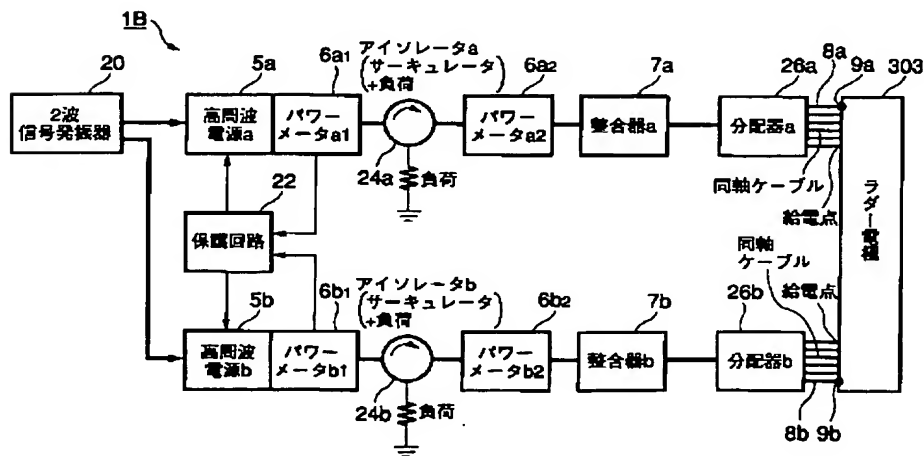 1B
20
2波
信号発振器
5a
高周波
電源a
6a1
パワー
メータa1
アイソレータa
(サーキュレータ
+負荷)
24a
負荷
6a2
パワー
メータa2
7a
整合器a
26a
分配器a
8a
9a
303
同軸ケーブル
給電点
ラダー電極
22
保護回路
5b
高周波
電源b
6b1
パワー
メータb1
アイソレータb
(サーキュレータ
+負荷)
24b
負荷
6b2
パワー
メータb2
7b
整合器b
同軸
ケーブル
26b
給電点
分配器b
8b
9b